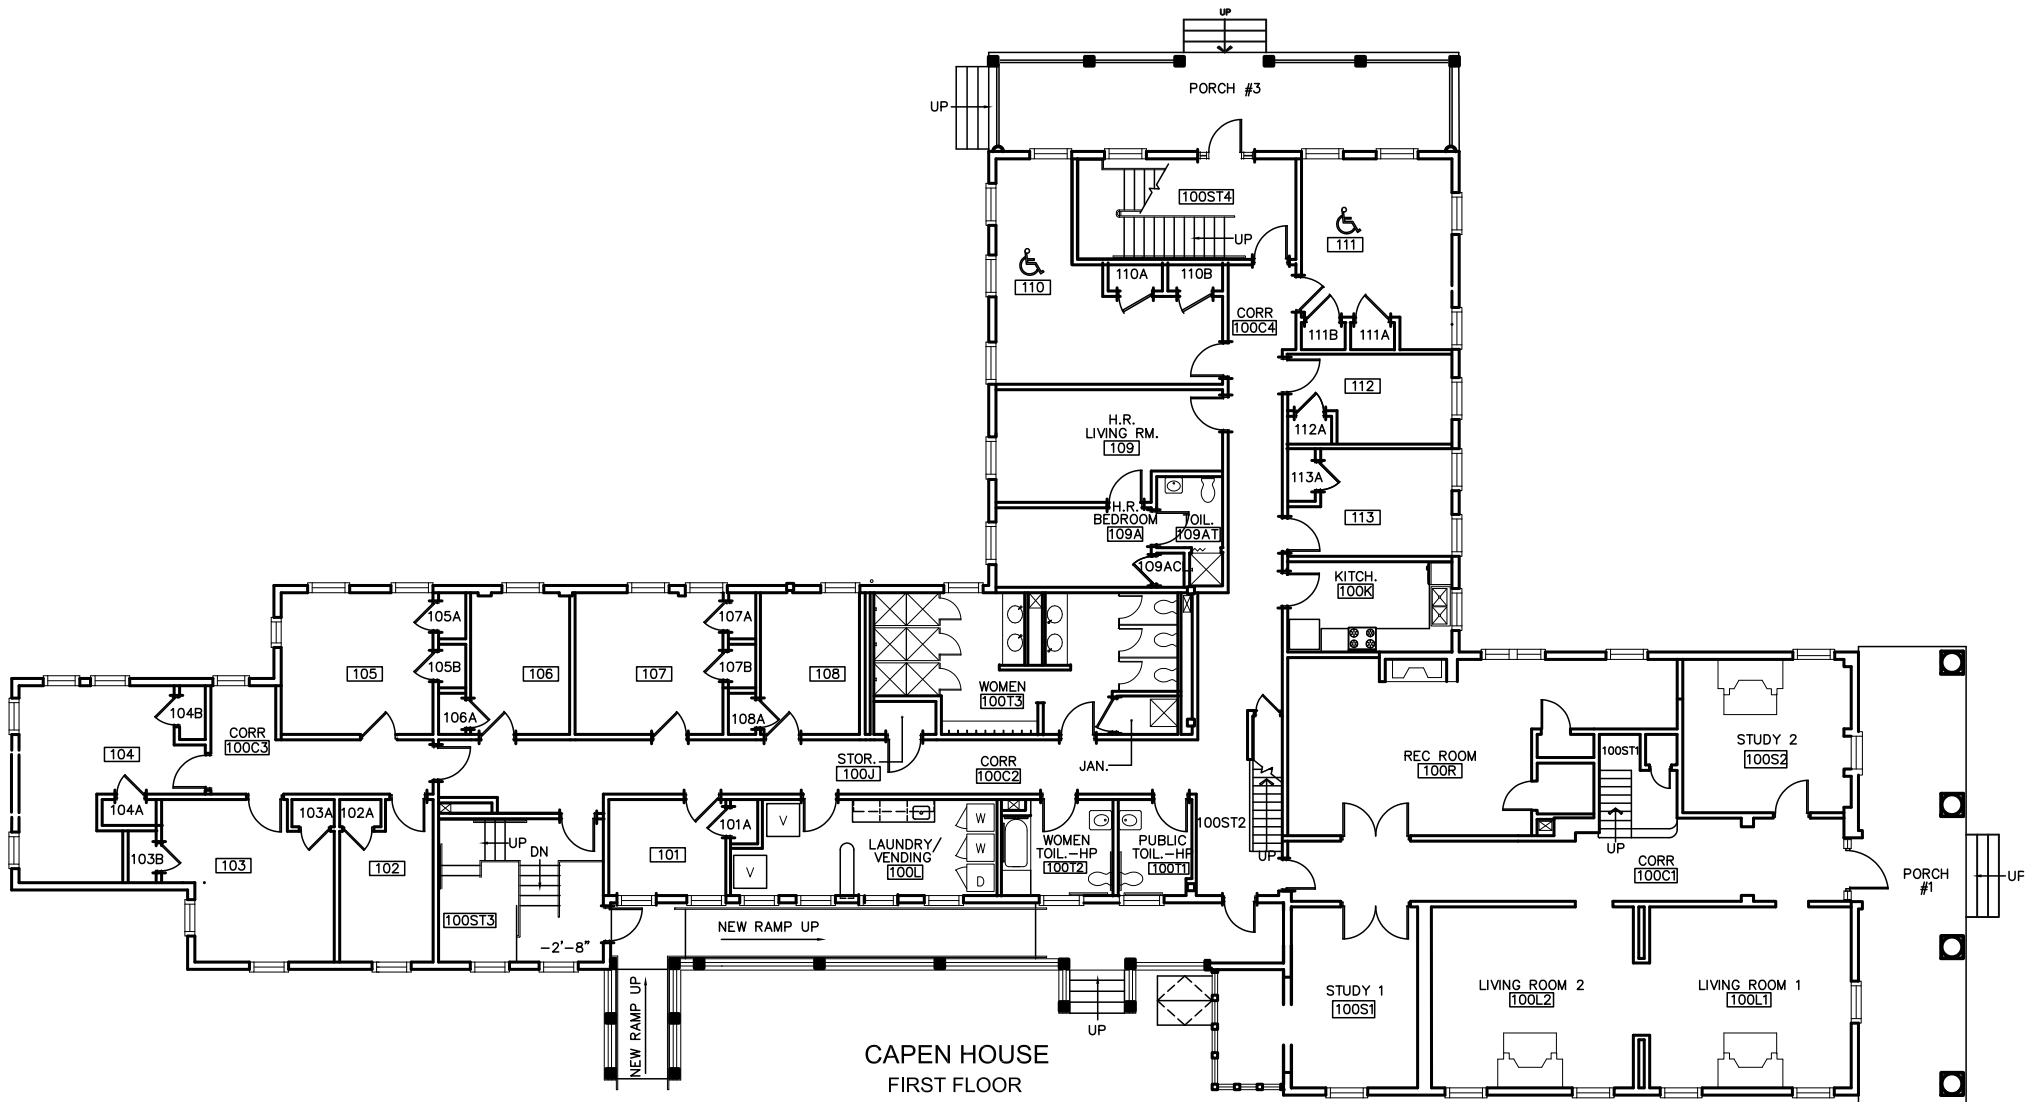 UP
PORCH #3
UP
100ST4
UP
111
110
110A
110B
CORR
100C4
111B
111A
112
112A
H.R.
LIVING RM.
109
113A
113
H.R.
BEDROOM
109A
TOIL.
109AT
109AC
KITCH.
100K
105A
105B
105
106
106A
107A
107B
107
108
108A
WOMEN
100T3
104B
104
104A
CORR
100C3
STOR.
100J
CORR
100C2
JAN.
REC ROOM
100R
100ST1
UP
STUDY 2
100S2
103A
102A
103B
103
102
UP
DN
100ST3
-2'-8"
101
101A
V
V
LAUNDRY/
VENDING
100L
W
W
D
WOMEN
TOIL.-HP
100T2
PUBLIC
TOIL.-HP
100T1
100ST2
UP
CORR
100C1
PORCH
#1
UP
NEW RAMP UP
NEW RAMP UP
UP
STUDY 1
100S1
LIVING ROOM 2
100L2
LIVING ROOM 1
100L1
CAPEN HOUSE
FIRST FLOOR